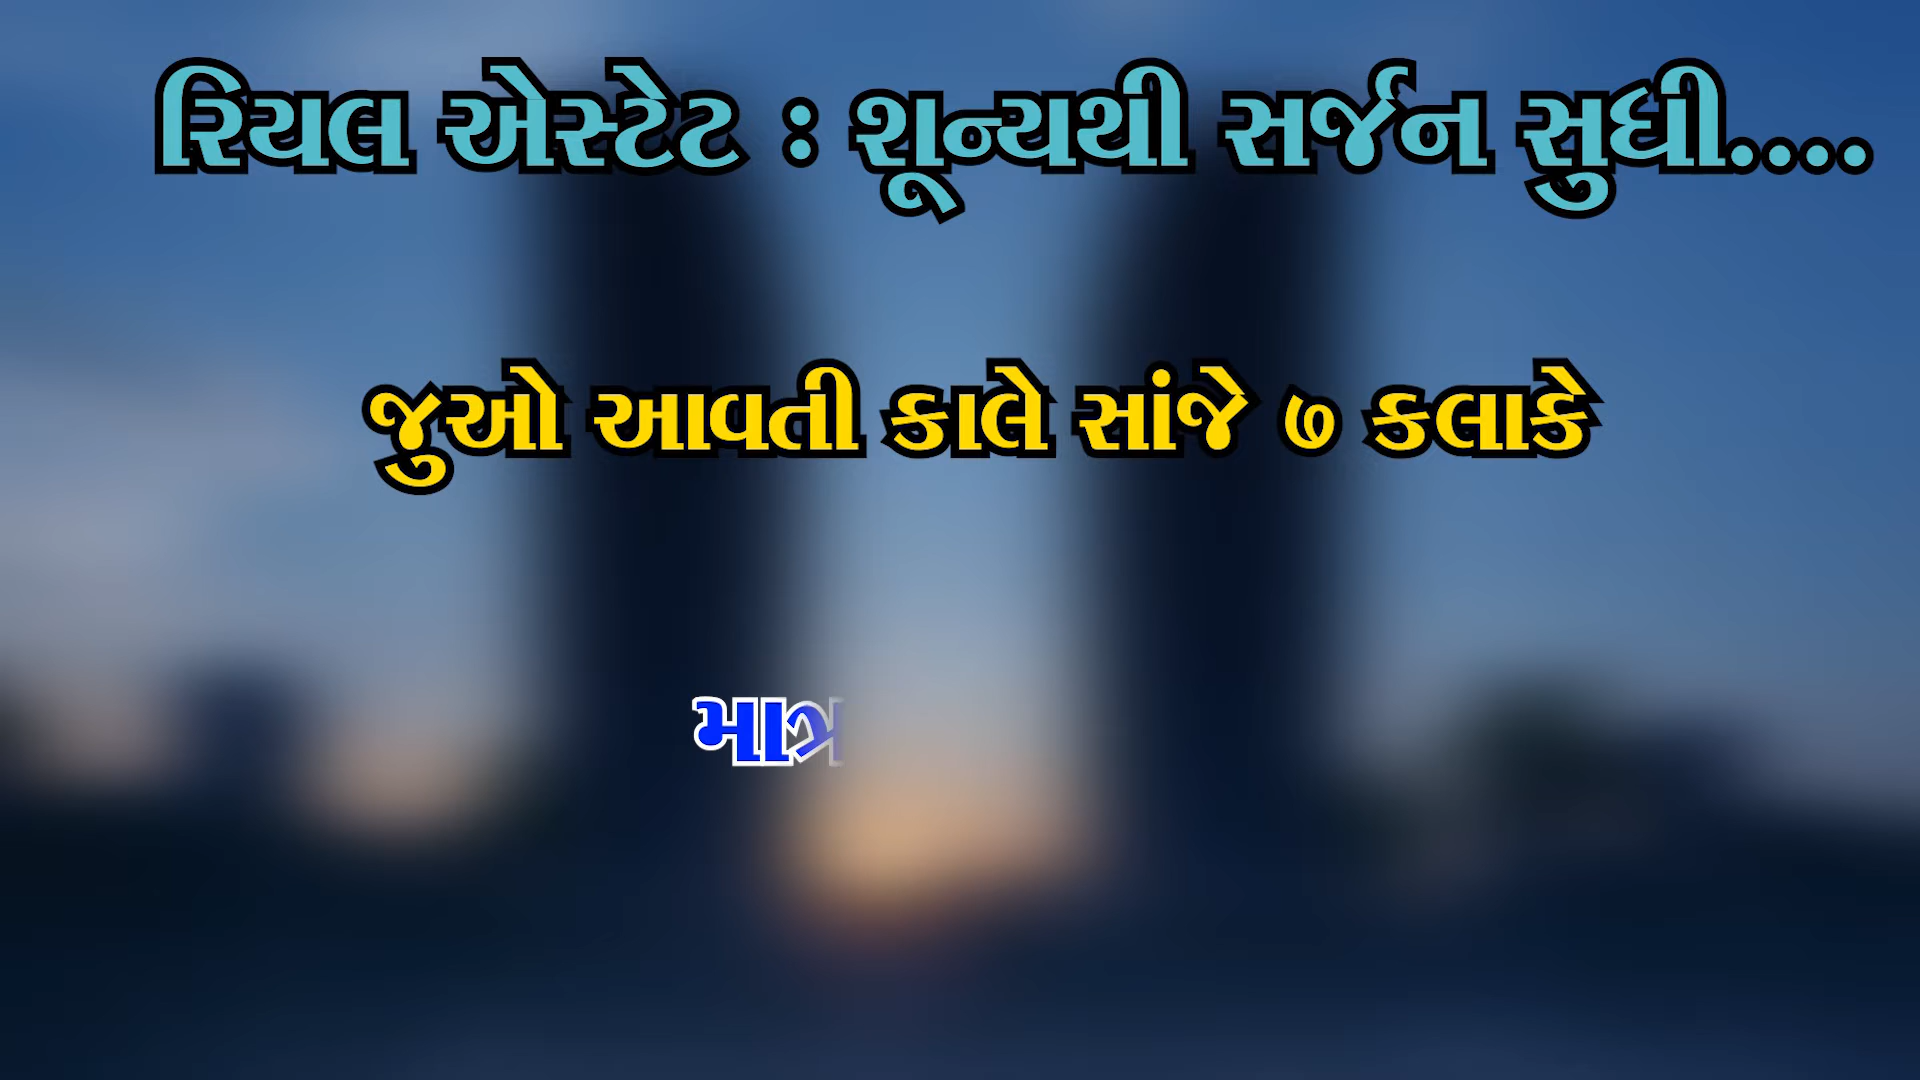 રિયલ એસ્ટેટ : શૂન્યથી સર્જન સુધી....
જુઓ આવતી કાલે સાંજે ૭ કલાકે
માત્ર